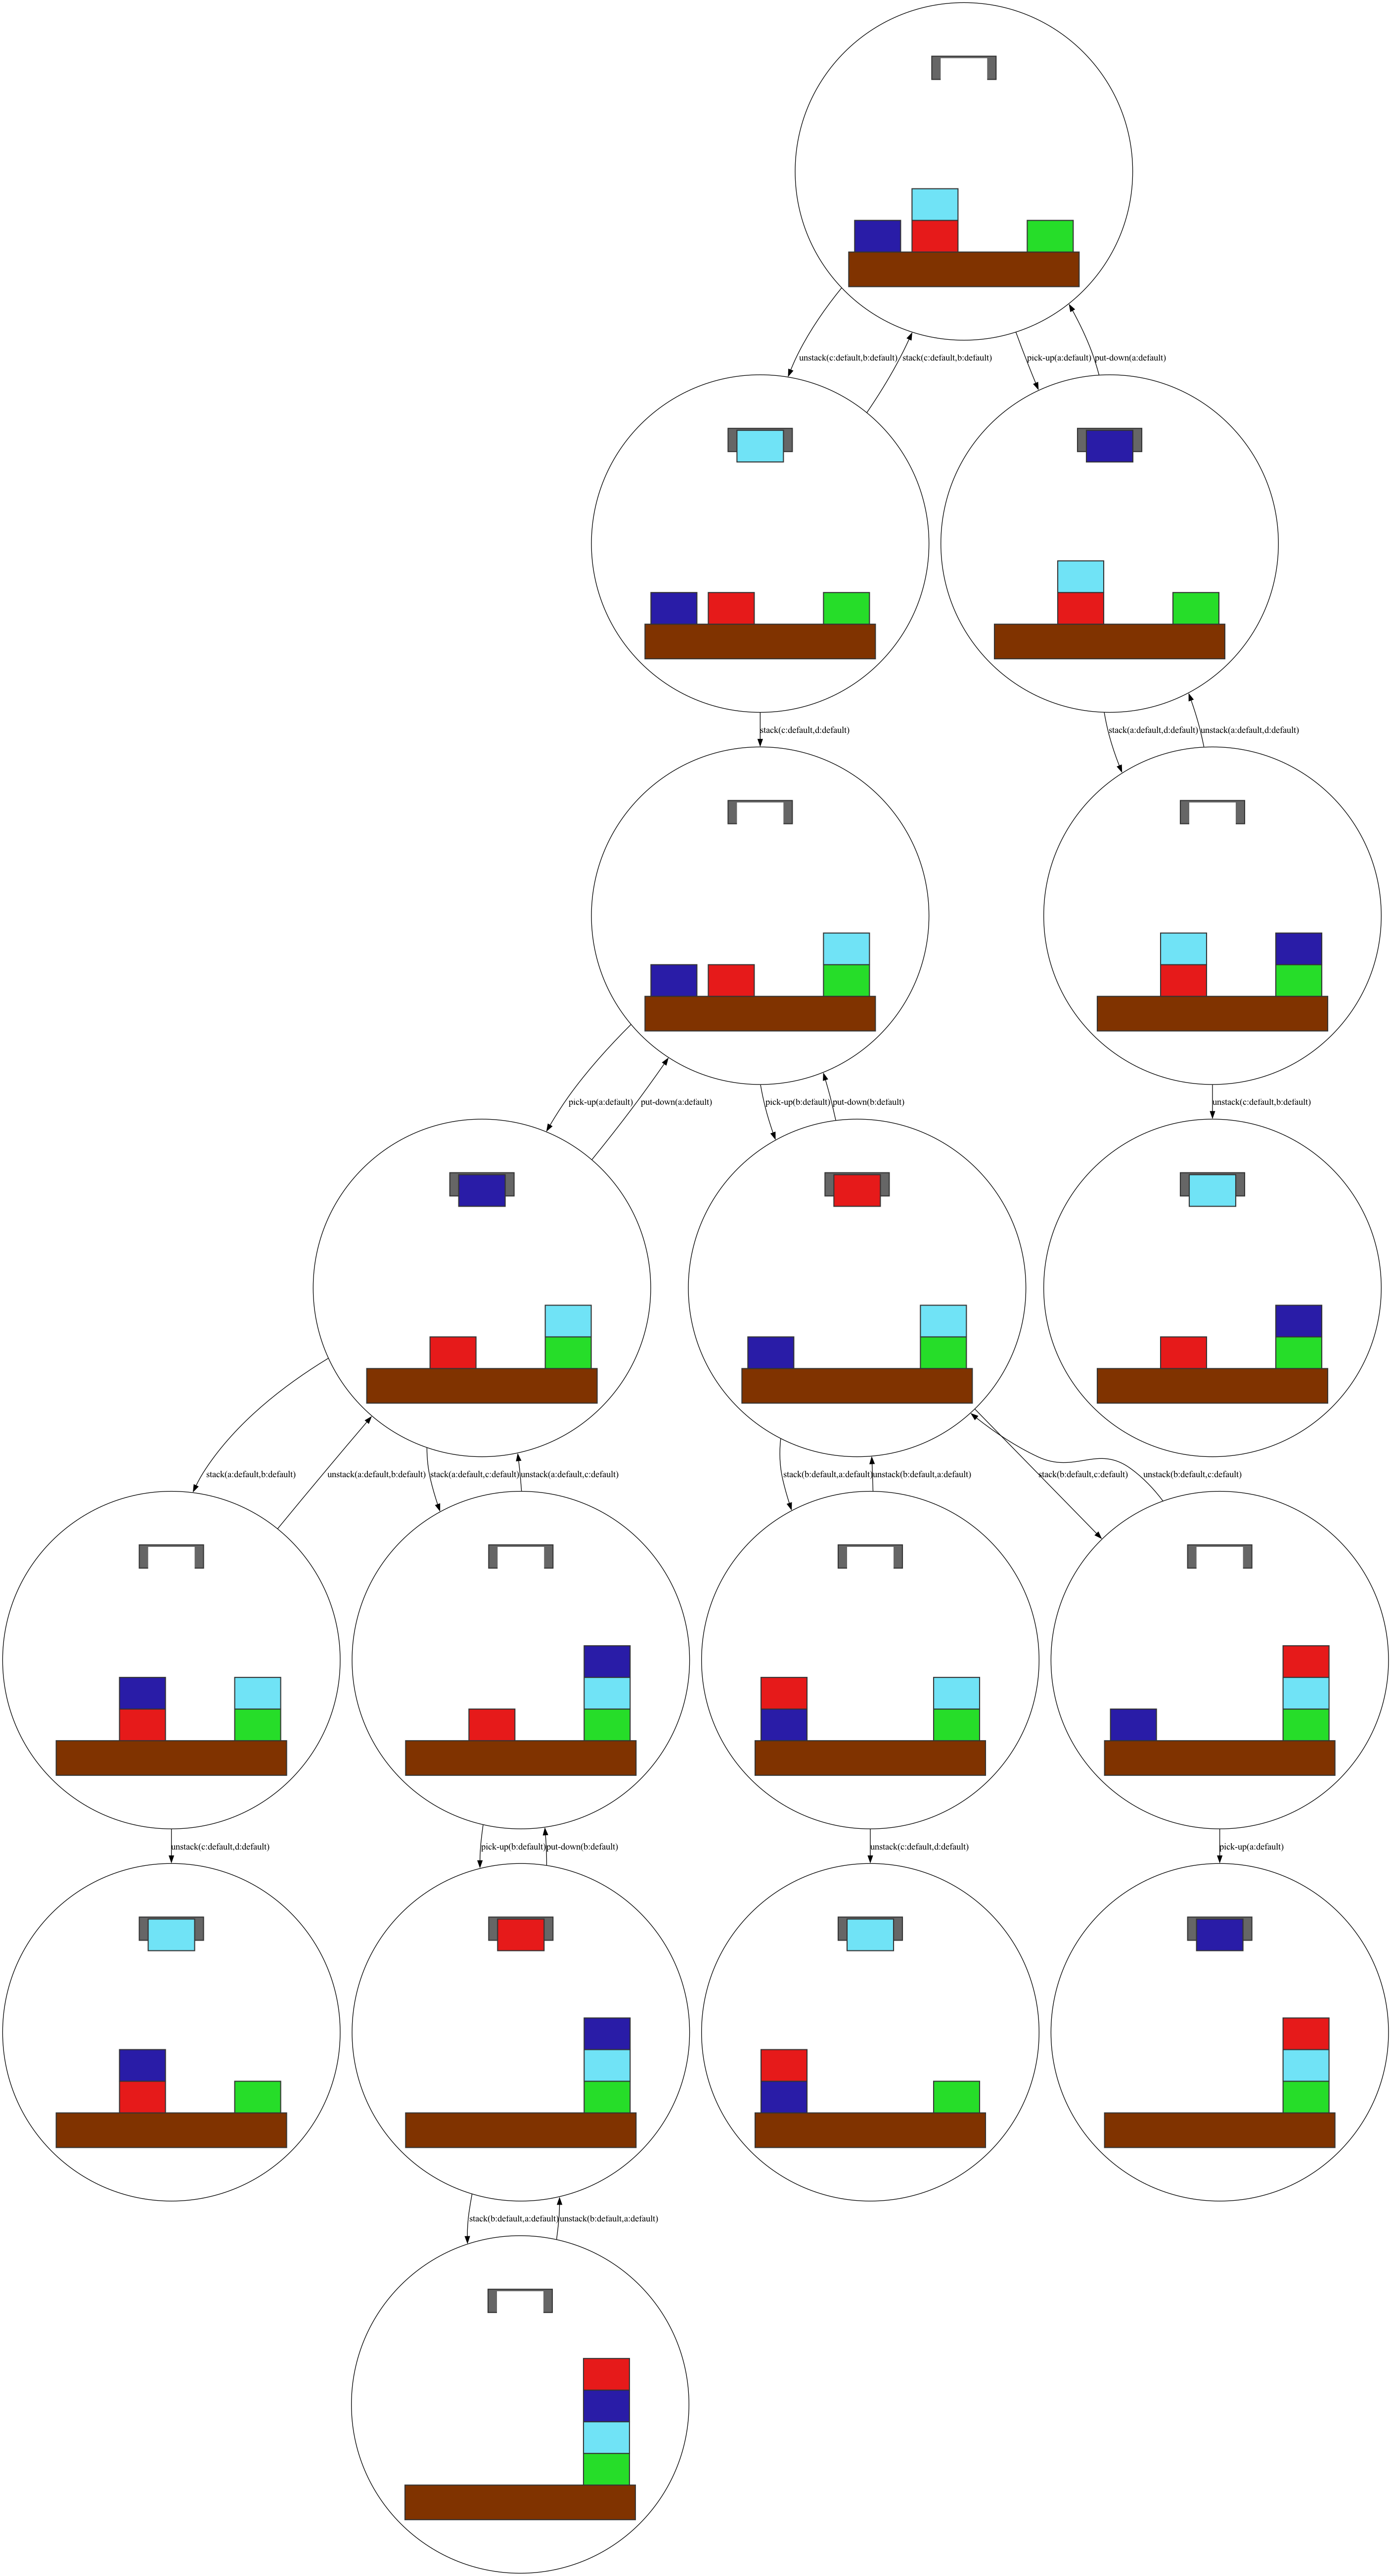 unstack(c:default,b:default)
stack(c:default,b:default)
pick-up(a:default)
put-down(a:default)
stack(c:default,d:default)
stack(a:default,d:default)
unstack(a:default,d:default)
pick-up(a:default)
put-down(a:default)
pick-up(b:default)
put-down(b:default)
unstack(c:default,b:default)
stack(a:default,b:default)
unstack(a:default,b:default)
stack(a:default,c:default)
unstack(a:default,c:default)
stack(b:default,a:default)
unstack(b:default,a:default)
stack(b:default,c:default)
unstack(b:default,c:default)
unstack(c:default,d:default)
pick-up(b:default)
put-down(b:default)
unstack(c:default,d:default)
pick-up(a:default)
stack(b:default,a:default)
unstack(b:default,a:default)